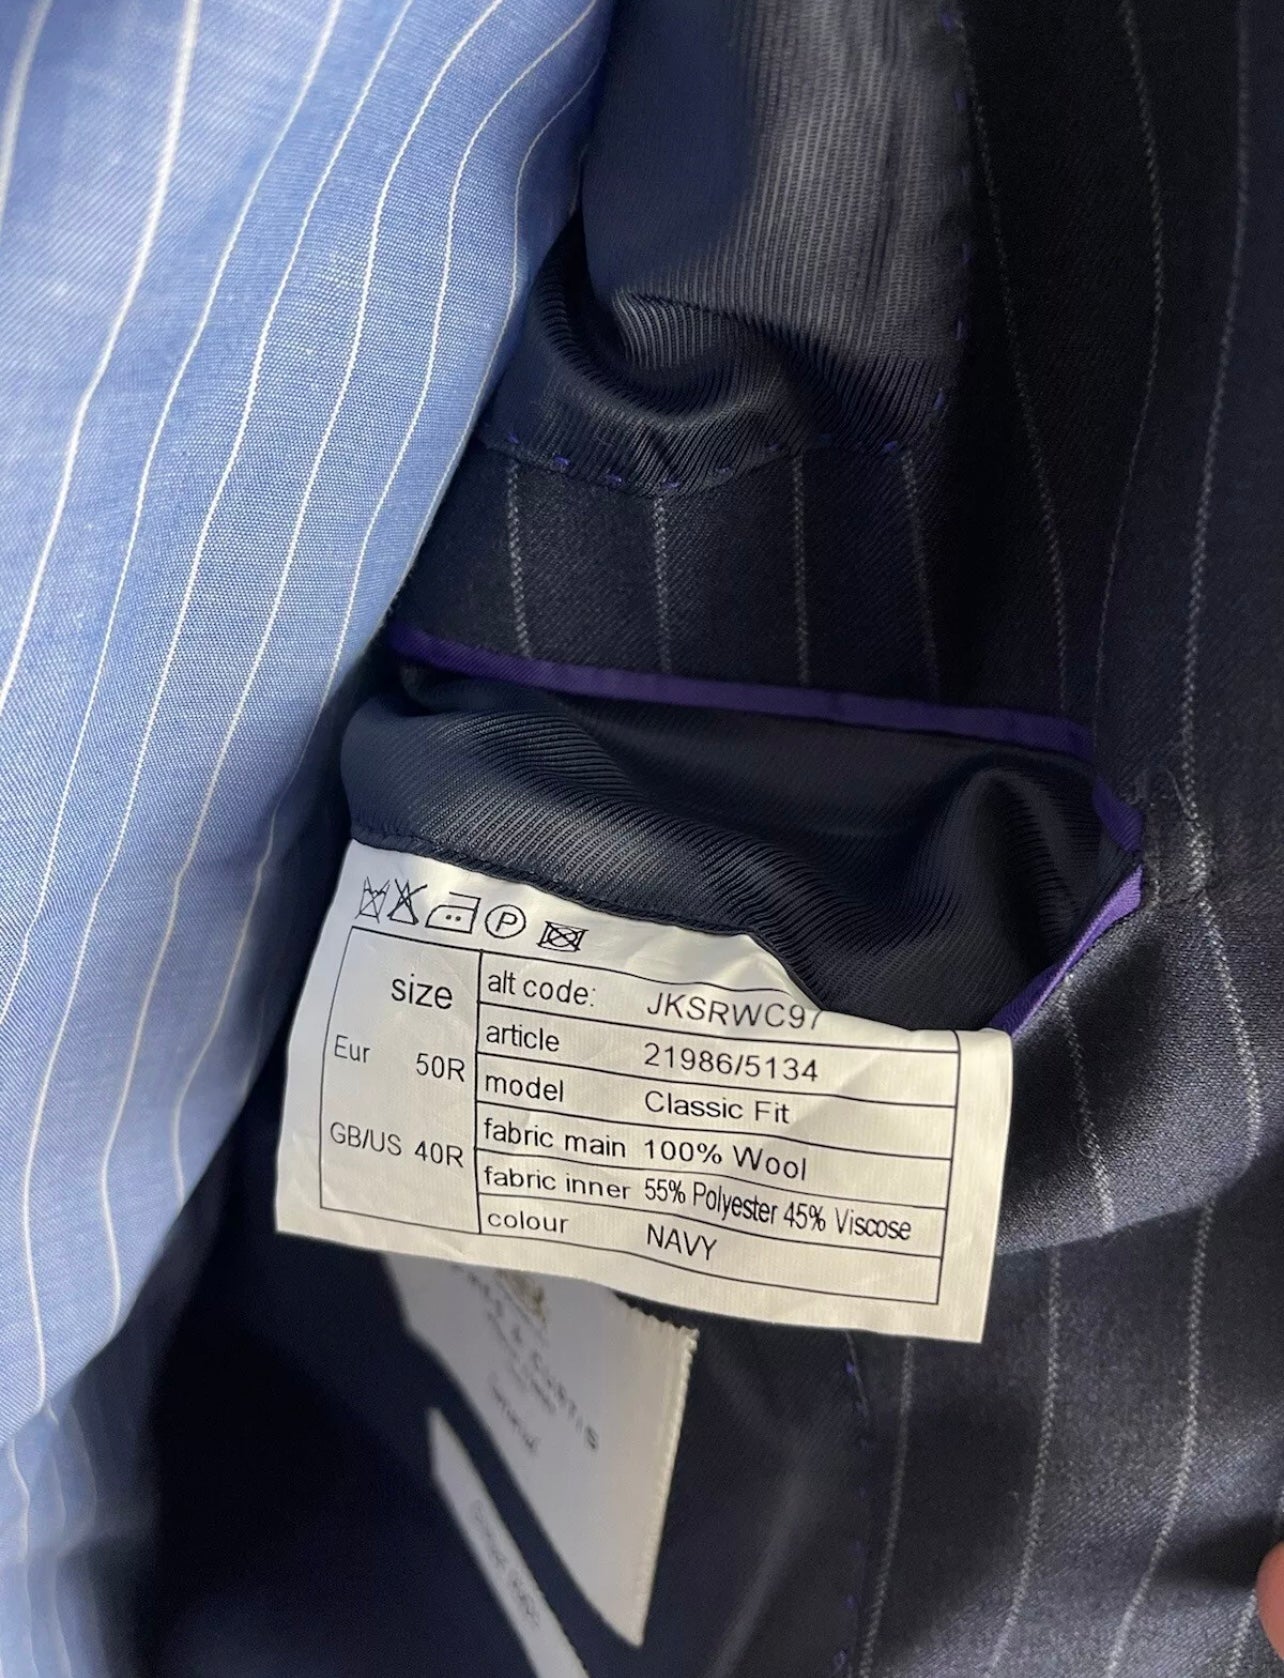 P
size
Eur 50R
GB/US 40R
alt code: JKSRWC97
article 21986/5134
model Classic Fit
fabric main 100% Wool
fabric inner 55% Polyester 45% Viscose
colour NAVY
& CURTIS